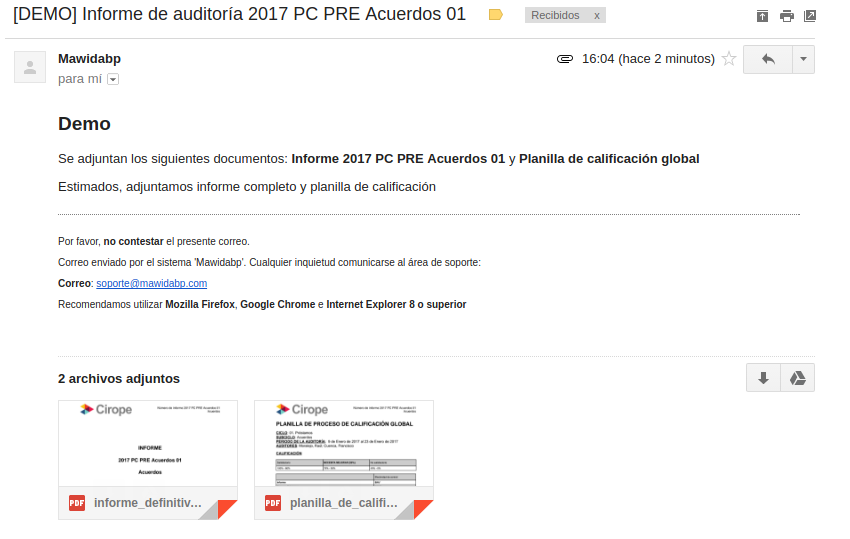 [DEMO] Informe de auditoría 2017 PC PRE Acuerdos 01
Recibidos x
Mawidabp
16:04 (hace 2 minutos)
para mí
Demo
Se adjuntan los siguientes documentos: Informe 2017 PC PRE Acuerdos 01 y Planilla de calificación global
Estimados, adjuntamos informe completo y planilla de calificación
Por favor, no contestar el presente correo.
Correo enviado por el sistema 'Mawidabp'. Cualquier inquietud comunicarse al área de soporte:
Correo: soporte@mawidabp.com
Recomendamos utilizar Mozilla Firefox, Google Chrome e Internet Explorer 8 o superior
2 archivos adjuntos
Cirope
INFORME
2017 PC PRE Acuerdos 01
Acuerdos
PDF informe_definitiv...
Cirope
PLANILLA DE PROCESO DE CALIFICACIÓN GLOBAL
CALIFICACIÓN
PDF planilla_de_califi...